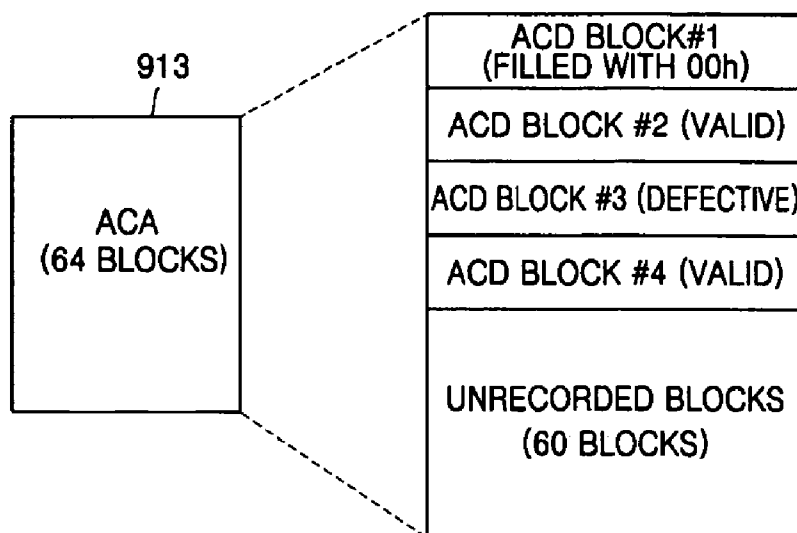 913
ACA
(64 BLOCKS)
ACD BLOCK#1
(FILLED WITH 00h)
ACD BLOCK #2 (VALID)
ACD BLOCK #3 (DEFECTIVE)
ACD BLOCK #4 (VALID)
UNRECORDED BLOCKS
(60 BLOCKS)